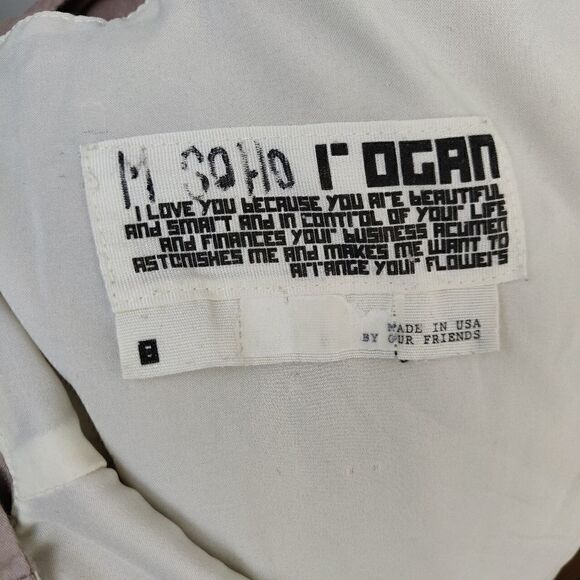 M SOHO rOGAN
I LOVE YOU BECAUSE YOU ARE BEAUTIFUL
AND SMART AND IN CONTROL OF YOUR LIFE
AND FINANCES YOUR BUSINESS ACUMEN
ASTONISHES ME AND MAKES ME WANT TO
ARRANGE YOUR FLOWERS
8
MADE IN USA
BY OUR FRIENDS